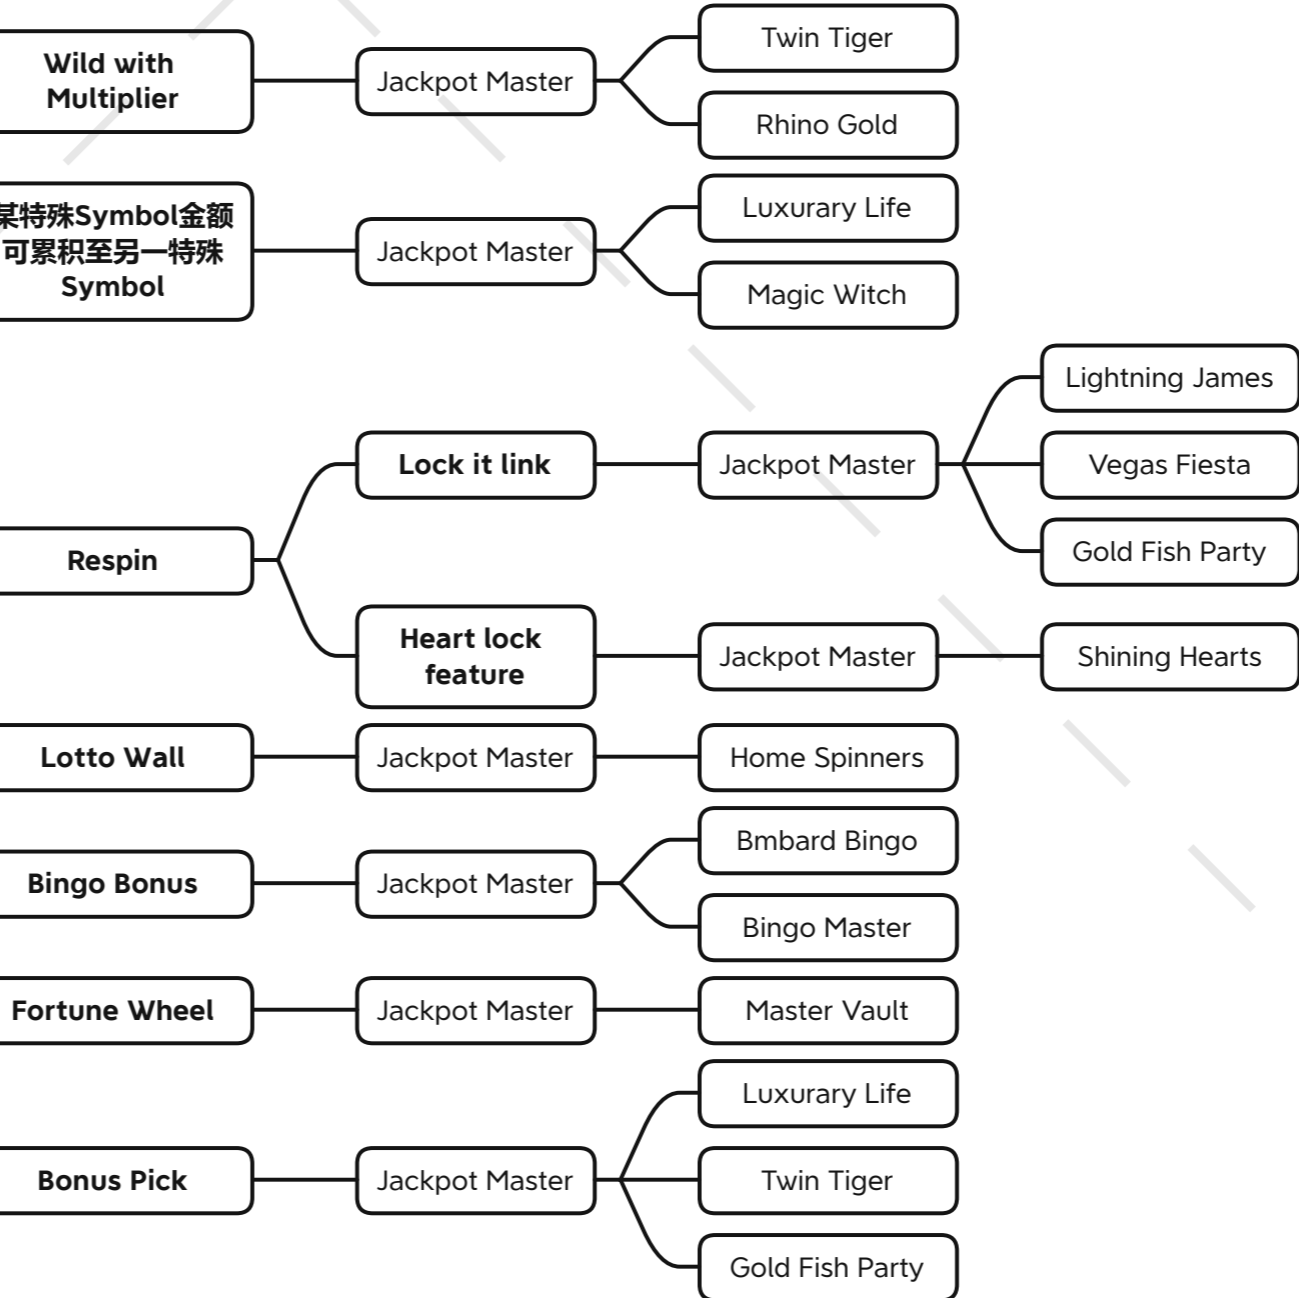 Wild with
Multiplier
Jackpot Master
Twin Tiger
Rhino Gold
某特殊Symbol金额
可累积至另一特殊
Symbol
Jackpot Master
Luxurary Life
Magic Witch
Respin
Lock it link
Jackpot Master
Lightning James
Vegas Fiesta
Gold Fish Party
Heart lock
feature
Jackpot Master
Shining Hearts
Lotto Wall
Jackpot Master
Home Spinners
Bingo Bonus
Jackpot Master
Bmbard Bingo
Bingo Master
Fortune Wheel
Jackpot Master
Master Vault
Bonus Pick
Jackpot Master
Luxurary Life
Twin Tiger
Gold Fish Party